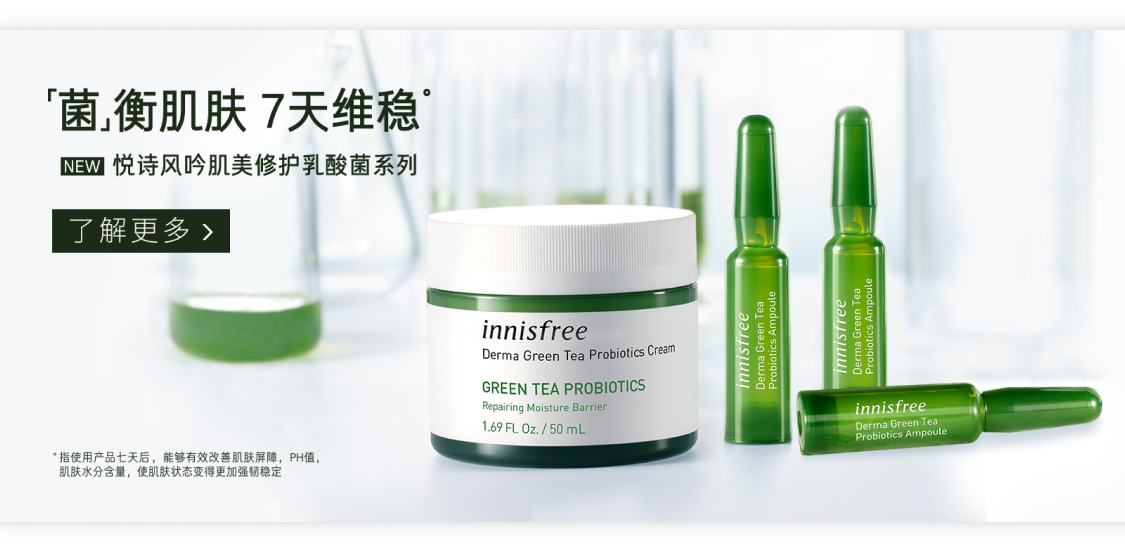 「菌」衡肌肤 7天维稳°
NEW 悦诗风吟肌美修护乳酸菌系列
了解更多 >
innisfree
Derma Green Tea Probiotics Cream
GREEN TEA PROBIOTICS
Repairing Moisture Barrier
1.69 Fl. Oz. / 50 mL
innisfree
Derma Green Tea
Probiotics Ampoule
innisfree
Derma Green Tea
Probiotics Ampoule
innisfree
Derma Green Tea
Probiotics Ampoule
°指使用产品七天后，能够有效改善肌肤屏障，PH值，
肌肤水分含量，使肌肤状态变得更加强韧稳定